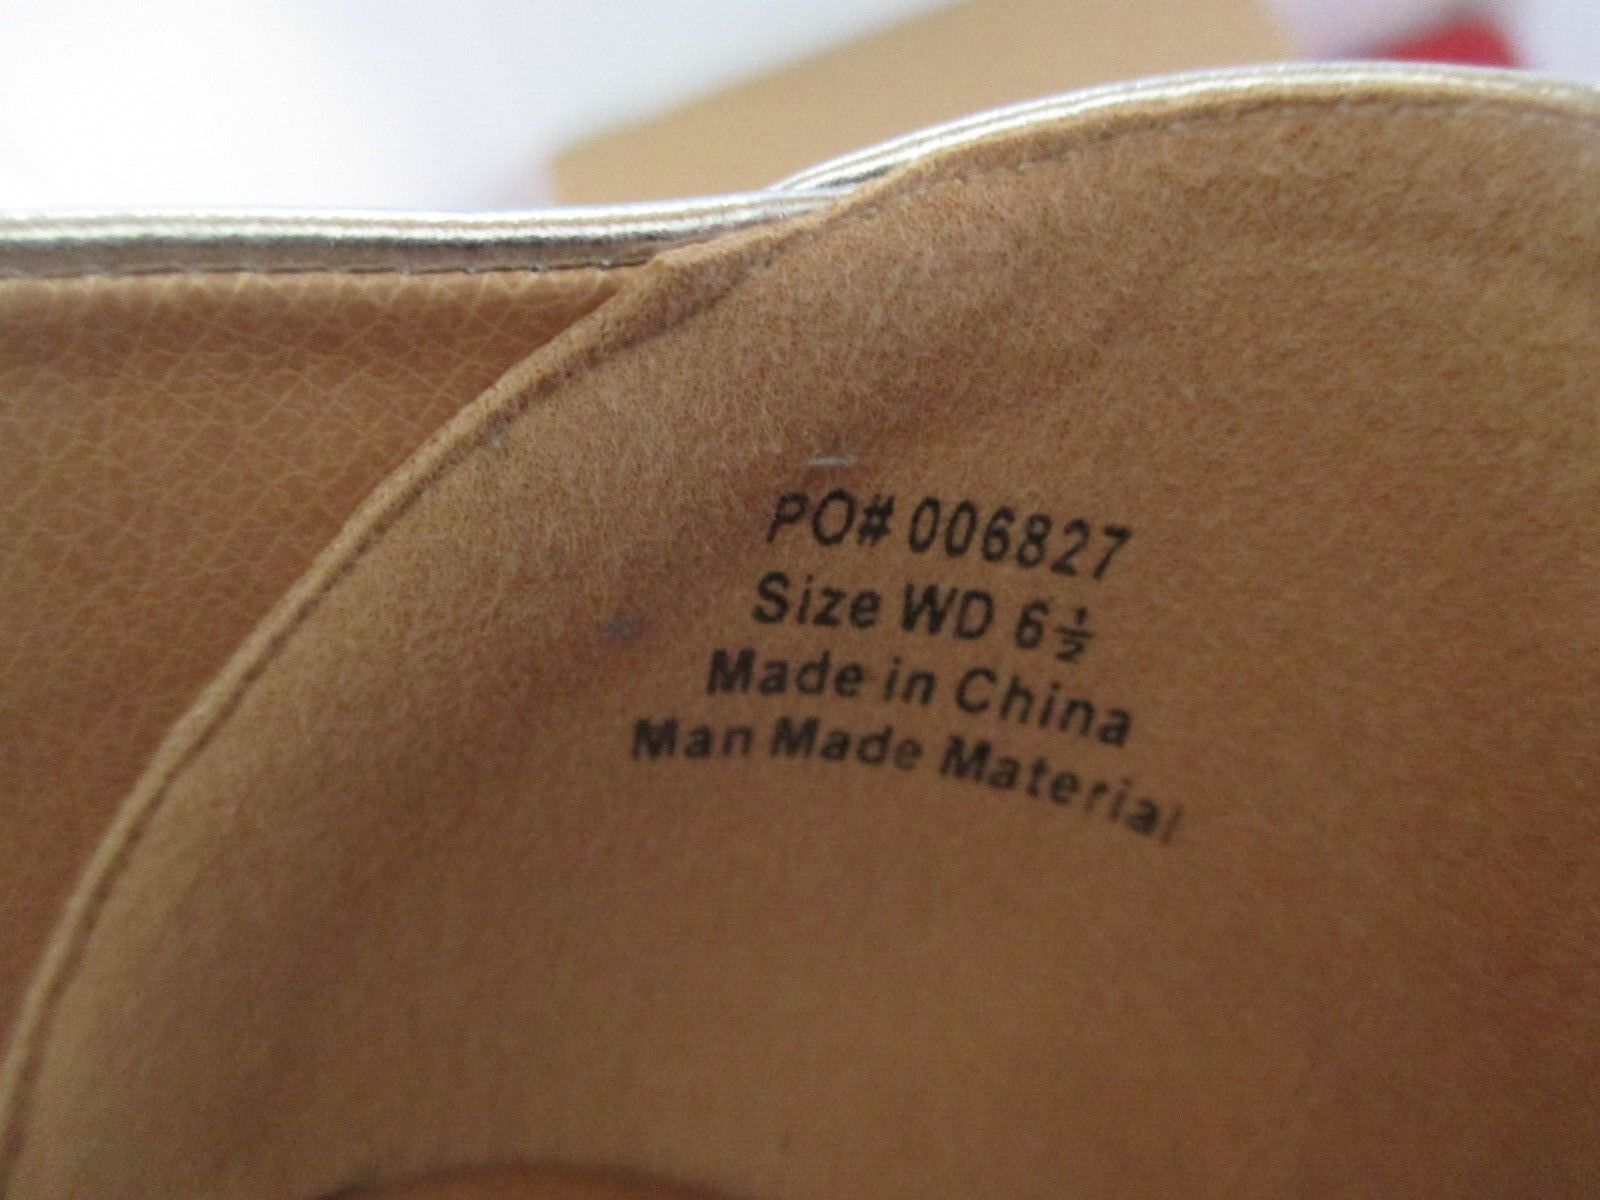 PO# 006827
Size WD 6½
Made in China
Man Made Material